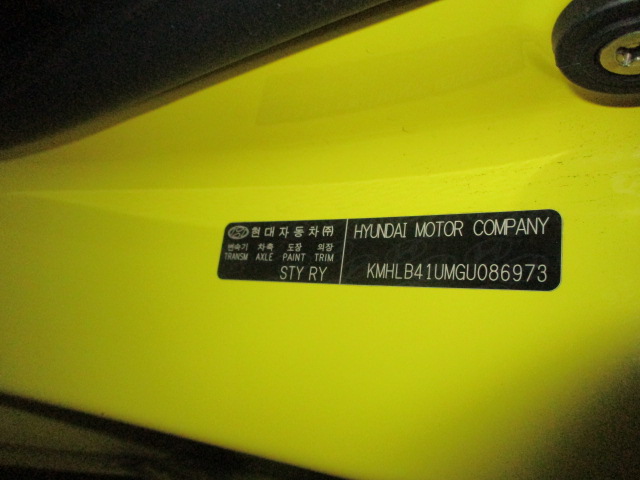 현대자동차㈜
변속기 차축 도장 의장
TRANSM AXLE PAINT TRIM
STY RY
HYUNDAI MOTOR COMPANY
KMHLB41UMGU086973